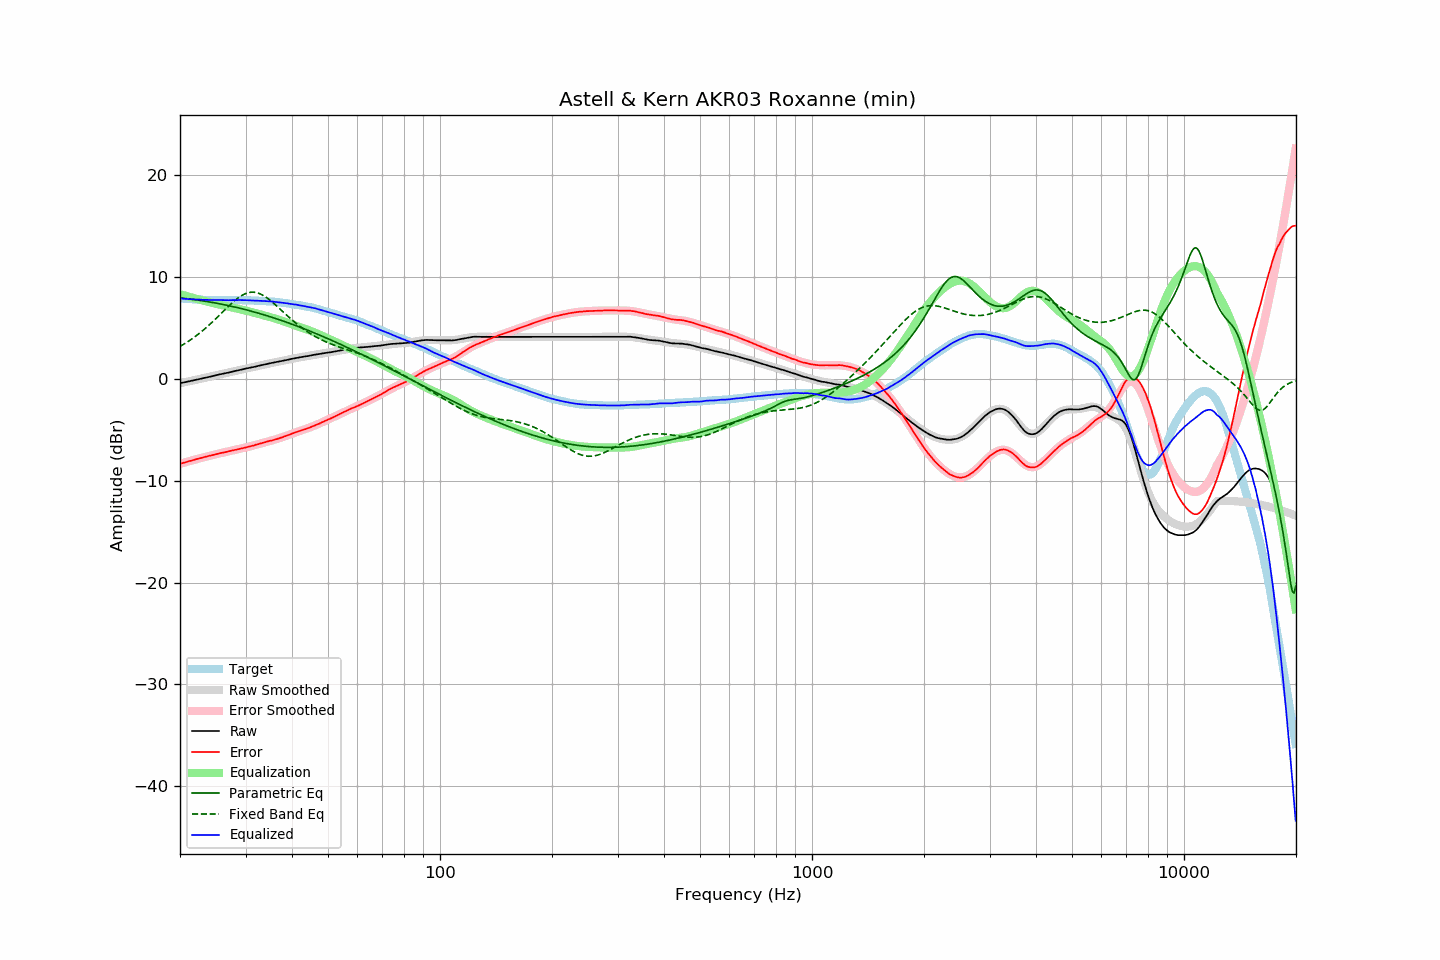 Astell & Kern AKR03 Roxanne (min)
Amplitude (dBr)
20
10
0
−10
−20
−30
−40
Target
Raw Smoothed
Error Smoothed
Raw
Error
Equalization
Parametric Eq
Fixed Band Eq
Equalized
100
1000
10000
Frequency (Hz)